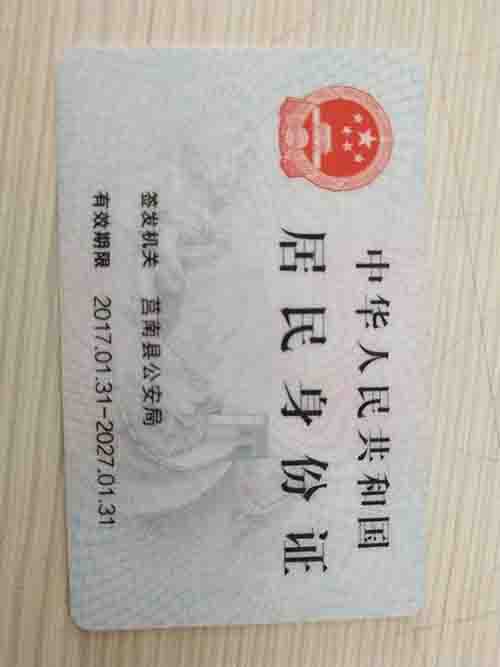 中华人民共和国
居民身份证
签发机关 莒南县公安局
有效期限 2017.01.31-2027.01.31